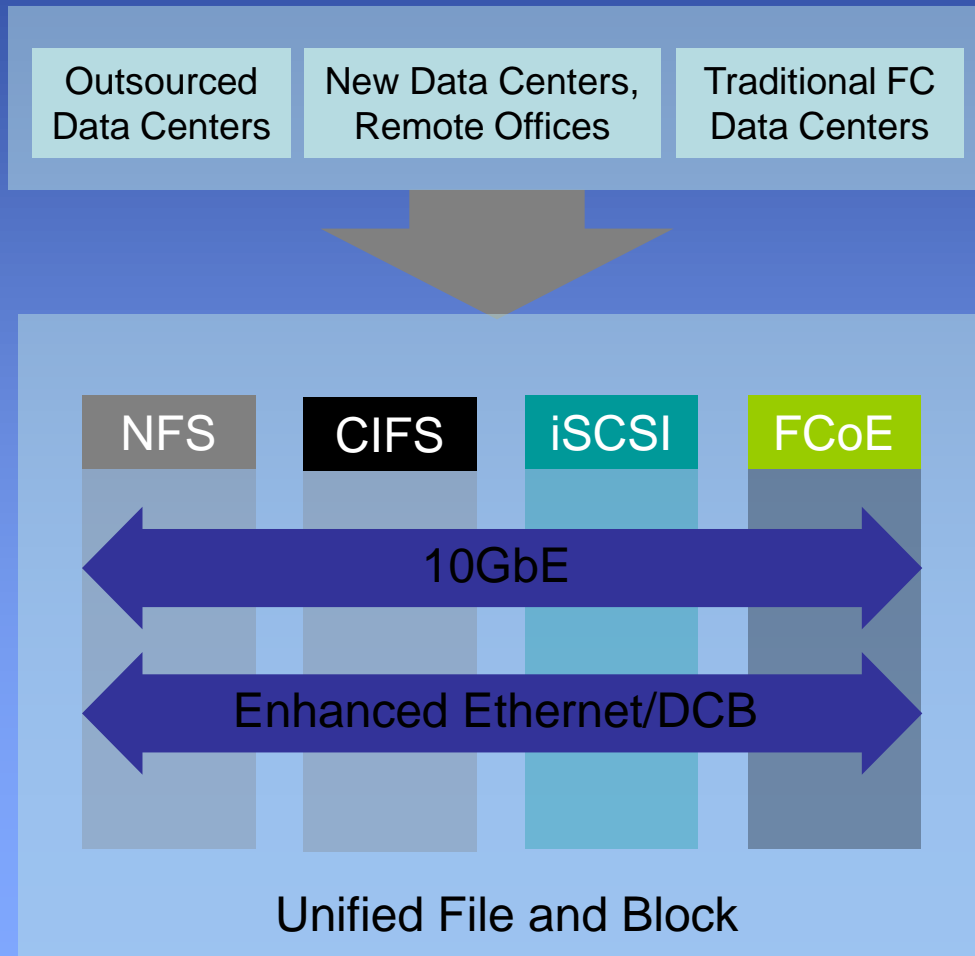 Outsourced
Data Centers
New Data Centers,
Remote Offices
Traditional FC
Data Centers
NFS
CIFS
iSCSI
FCoE
10GbE
Enhanced Ethernet/DCB
Unified File and Block